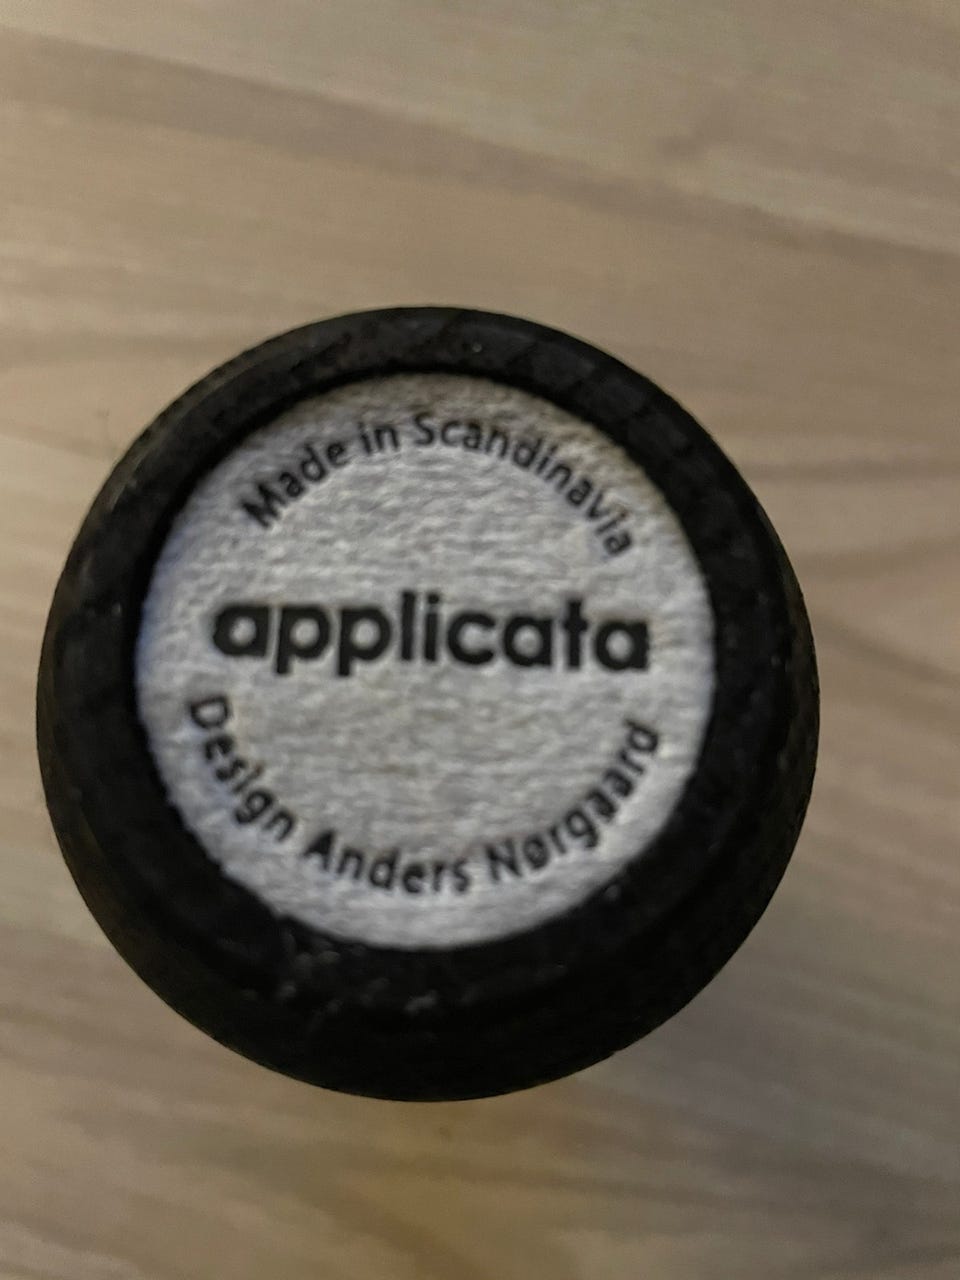 Made in Scandinavia
applicata
Design Anders Nørgaard